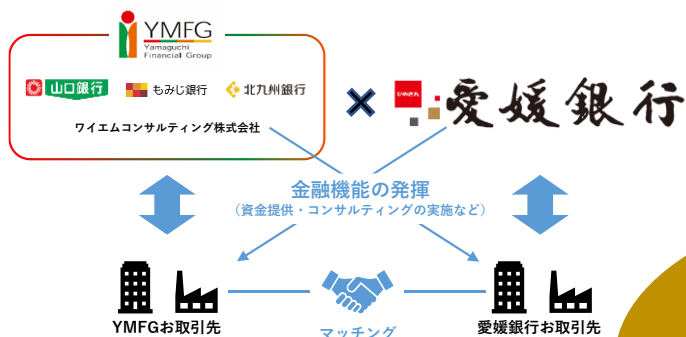 YMFG
Yamaguchi
Financial Group
山口銀行
もみじ銀行
北九州銀行
ワイエムコンサルティング株式会社
ひめぎん
愛媛銀行
金融機能の発揮
（資金提供・コンサルティングの実施など）
YMFGお取引先
マッチング
愛媛銀行お取引先